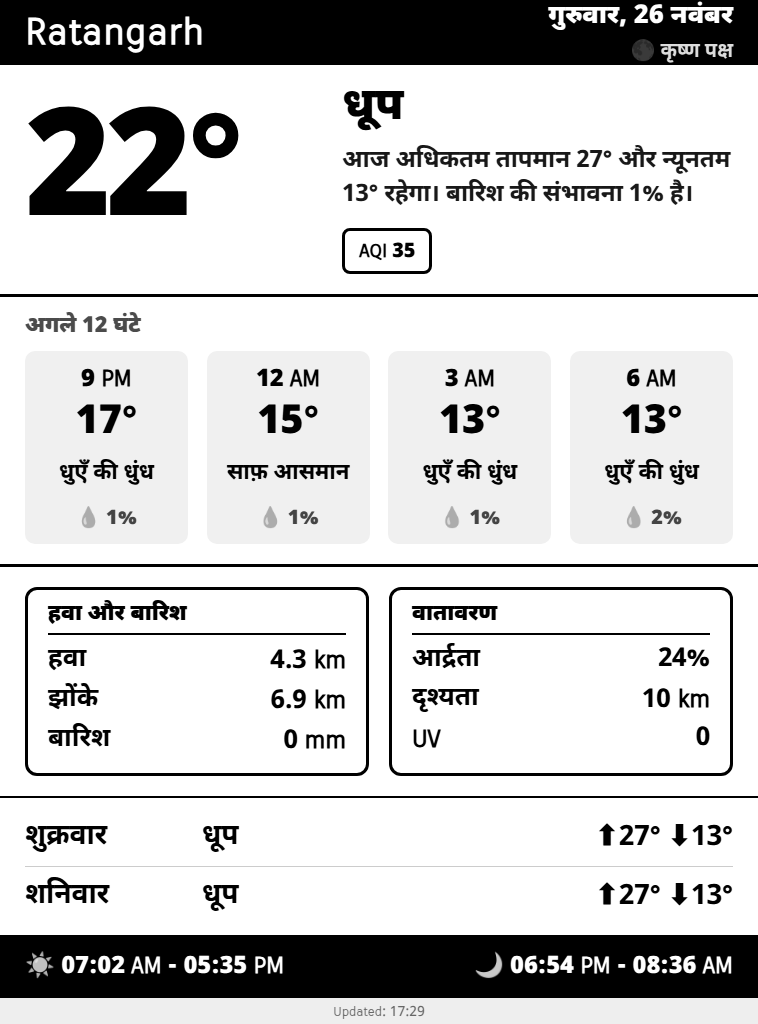 Ratangarh
गुरुवार, 26 नवंबर
कृष्ण पक्ष
22°
धूप
आज अधिकतम तापमान 27° और न्यूनतम
13° रहेगा। बारिश की संभावना 1% है।
AQI 35
अगले 12 घंटे
9 PM
17°
धुएँ की धुंध
1%
12 AM
15°
साफ़ आसमान
1%
3 AM
13°
धुएँ की धुंध
1%
6 AM
13°
धुएँ की धुंध
2%
हवा और बारिश
हवा 4.3 km
झोंके 6.9 km
बारिश 0 mm
वातावरण
आर्द्रता 24%
दृश्यता 10 km
UV 0
शुक्रवार धूप ⬆27° ⬇13°
शनिवार धूप ⬆27° ⬇13°
07:02 AM - 05:35 PM
06:54 PM - 08:36 AM
Updated: 17:29